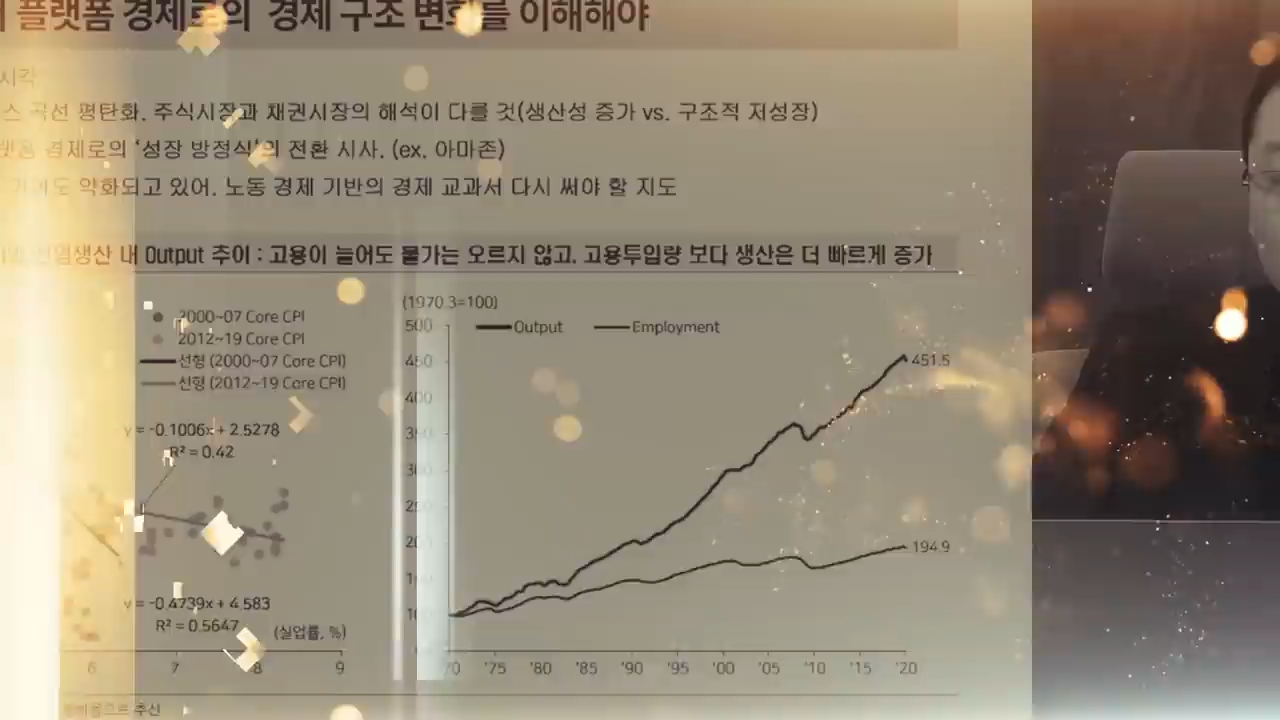 플랫폼 경제로의 경제 구조 변화를 이해해야
시각
곡선 평탄화. 주식시장과 채권시장의 해석이 다를 것(생산성 증가 vs. 구조적 저성장)
경제로의 ‘성장 방정식’의 전환 시사. (ex. 아마존)
약화되고 있어. 노동 경제 기반의 경제 교과서 다시 써야 할 지도
내 Output 추이 : 고용이 늘어도 물가는 오르지 않고, 고용투입량 보다 생산은 더 빠르게 증가
2000~07 Core CPI
2012~19 Core CPI
선형 (2000~07 Core CPI)
선형 (2012~19 Core CPI)
y = -0.1006x + 2.5278
R² = 0.42
y = -0.4739x + 4.583
R² = 0.5647
(실업률, %)
6 7 8 9
(1970.3=100)
Output Employment
500
450
400
350
300
250
200
451.5
194.9
'75 '80 '85 '90 '95 '00 '05 '10 '15 '20
추산